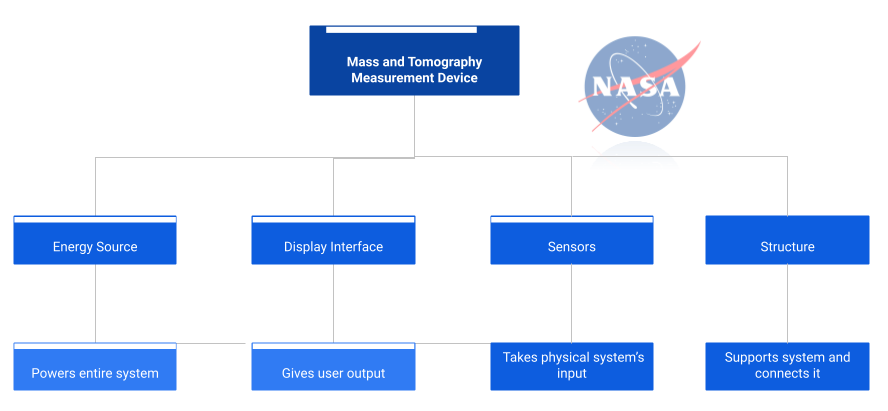 Mass and Tomography
Measurement Device
NASA
Energy Source
Display Interface
Sensors
Structure
Powers entire system
Gives user output
Takes physical system's
input
Supports system and
connects it